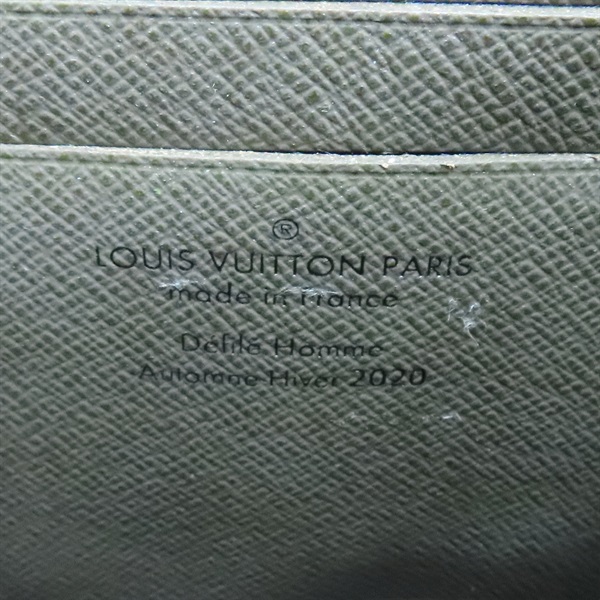 ®
LOUIS VUITTON PARIS
made in France
Défilé Homme
Automne-Hiver 2020